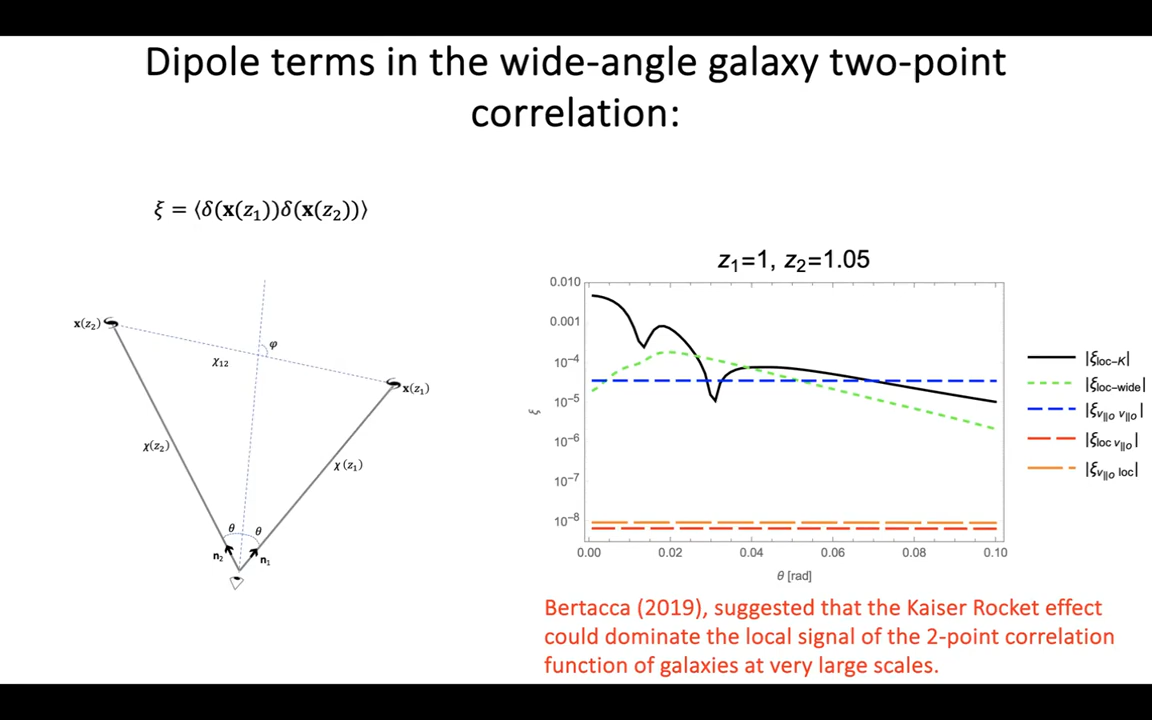 Dipole terms in the wide-angle galaxy two-point
correlation:
ξ = ⟨δ(x(z₁))δ(x(z₂))⟩
x(z₂)
φ
χ₁₂
x(z₁)
χ(z₂)
χ(z₁)
θ
θ
n₂
n₁
z₁=1, z₂=1.05
0.010
0.001
10⁻⁴
10⁻⁵
10⁻⁶
10⁻⁷
10⁻⁸
ξ
0.00 0.02 0.04 0.06 0.08 0.10
θ [rad]
|ξloc−K|
|ξloc−wide|
|ξv∥o v∥o|
|ξloc v∥o|
|ξv∥o loc|
Bertacca (2019), suggested that the Kaiser Rocket effect
could dominate the local signal of the 2-point correlation
function of galaxies at very large scales.